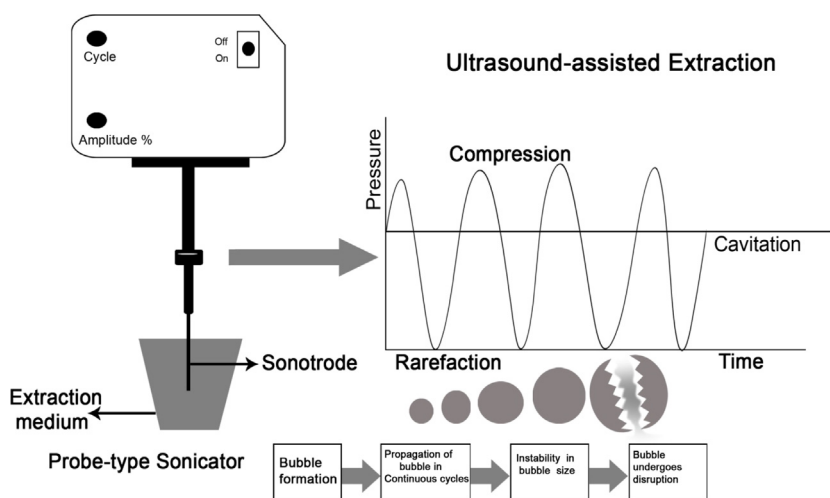 Cycle
Off
On
Amplitude %
Ultrasound-assisted Extraction
Pressure
Compression
Cavitation
Rarefaction
Time
Sonotrode
Extraction
medium
Probe-type Sonicator
Bubble
formation
Propagation of
bubble in
Continuous cycles
Instability in
bubble size
Bubble
undergoes
disruption